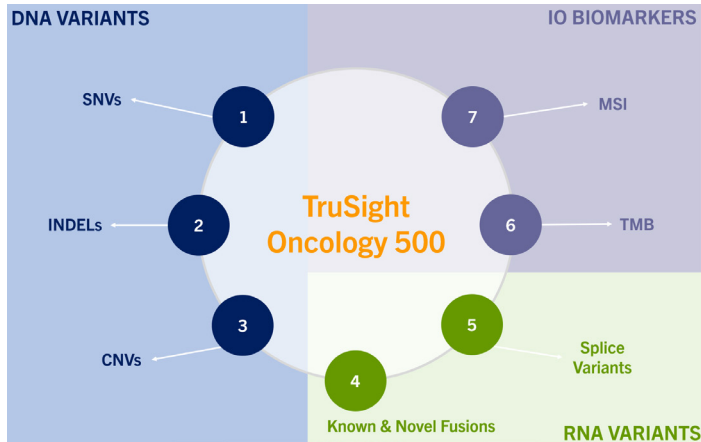 DNA VARIANTS
IO BIOMARKERS
SNVs
1
7
MSI
INDELs
2
TruSight
Oncology 500
6
TMB
CNVs
3
5
Splice
Variants
4
Known & Novel Fusions
RNA VARIANTS